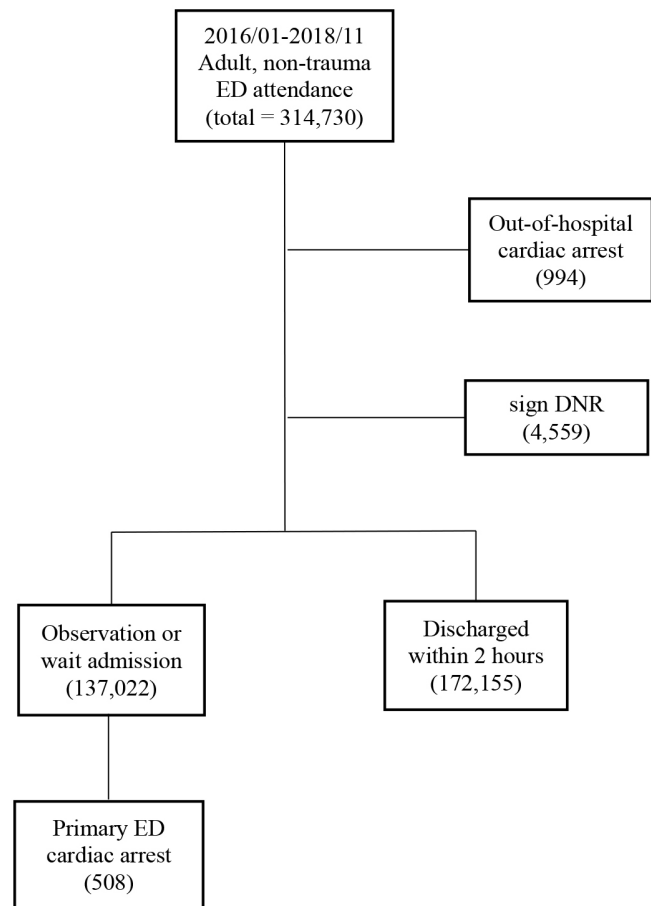 2016/01-2018/11
Adult, non-trauma
ED attendance
(total = 314,730)
Out-of-hospital
cardiac arrest
(994)
sign DNR
(4,559)
Observation or
wait admission
(137,022)
Discharged
within 2 hours
(172,155)
Primary ED
cardiac arrest
(508)